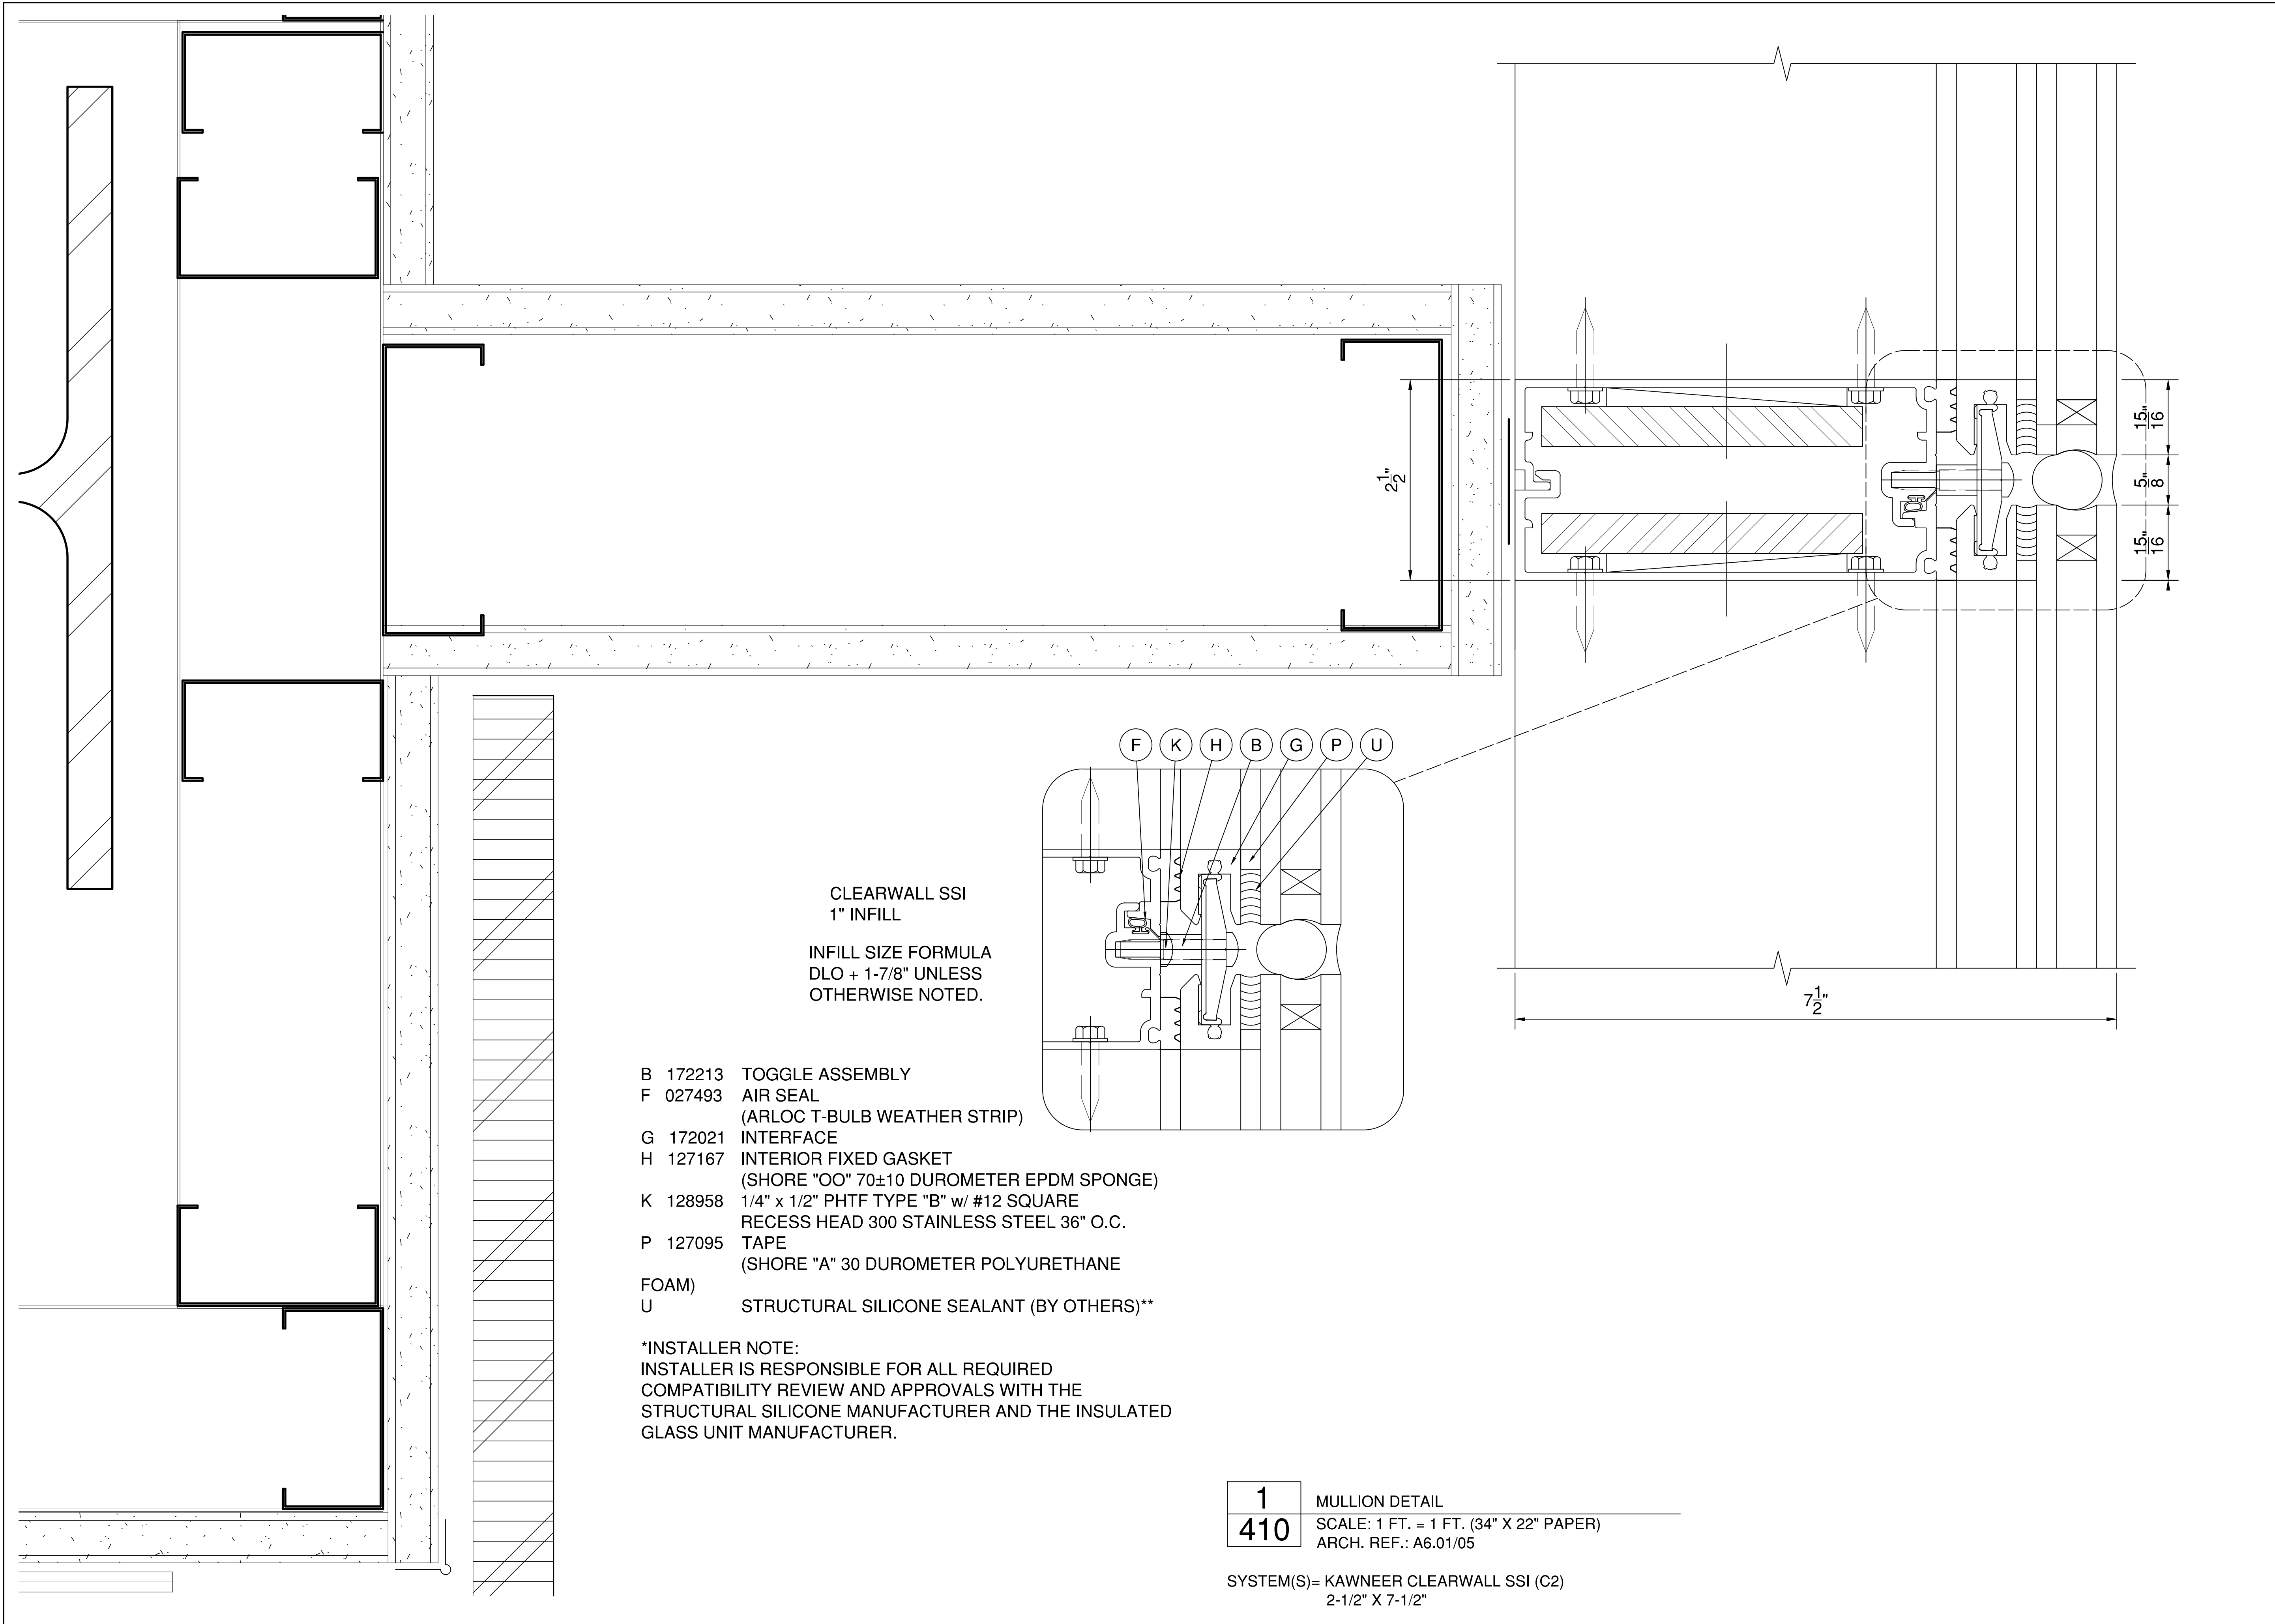 2 1/2"
15/16"
5/8"
15/16"
7 1/2"
F K H B G P U
CLEARWALL SSI
1" INFILL
INFILL SIZE FORMULA
DLO + 1-7/8" UNLESS
OTHERWISE NOTED.
B 172213 TOGGLE ASSEMBLY
F 027493 AIR SEAL
(ARLOC T-BULB WEATHER STRIP)
G 172021 INTERFACE
H 127167 INTERIOR FIXED GASKET
(SHORE "OO" 70±10 DUROMETER EPDM SPONGE)
K 128958 1/4" x 1/2" PHTF TYPE "B" w/ #12 SQUARE
RECESS HEAD 300 STAINLESS STEEL 36" O.C.
P 127095 TAPE
(SHORE "A" 30 DUROMETER POLYURETHANE
FOAM)
U STRUCTURAL SILICONE SEALANT (BY OTHERS)**
*INSTALLER NOTE:
INSTALLER IS RESPONSIBLE FOR ALL REQUIRED
COMPATIBILITY REVIEW AND APPROVALS WITH THE
STRUCTURAL SILICONE MANUFACTURER AND THE INSULATED
GLASS UNIT MANUFACTURER.
1
410
MULLION DETAIL
SCALE: 1 FT. = 1 FT. (34" X 22" PAPER)
ARCH. REF.: A6.01/05
SYSTEM(S)= KAWNEER CLEARWALL SSI (C2)
2-1/2" X 7-1/2"